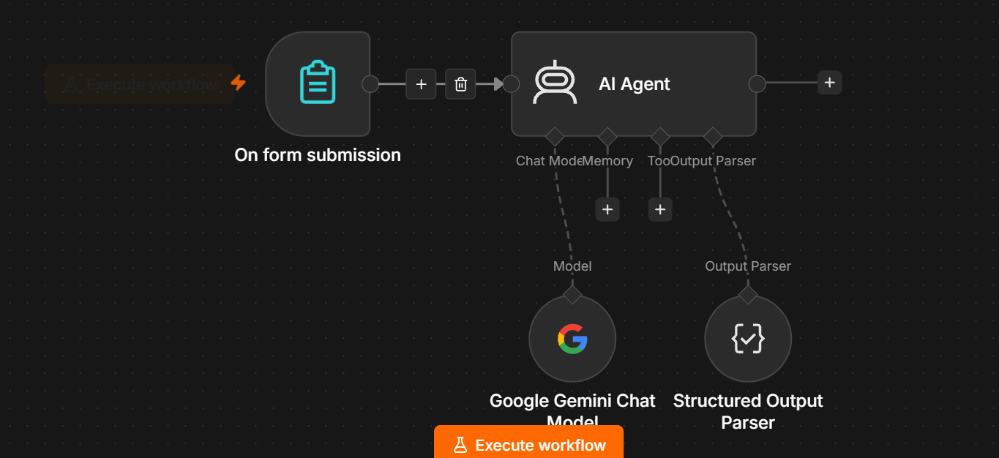 Execute workflow
AI Agent
On form submission
Chat Mode
Memory
Too
Output Parser
Model
Output Parser
Google Gemini Chat
Model
Structured Output
Parser
Execute workflow